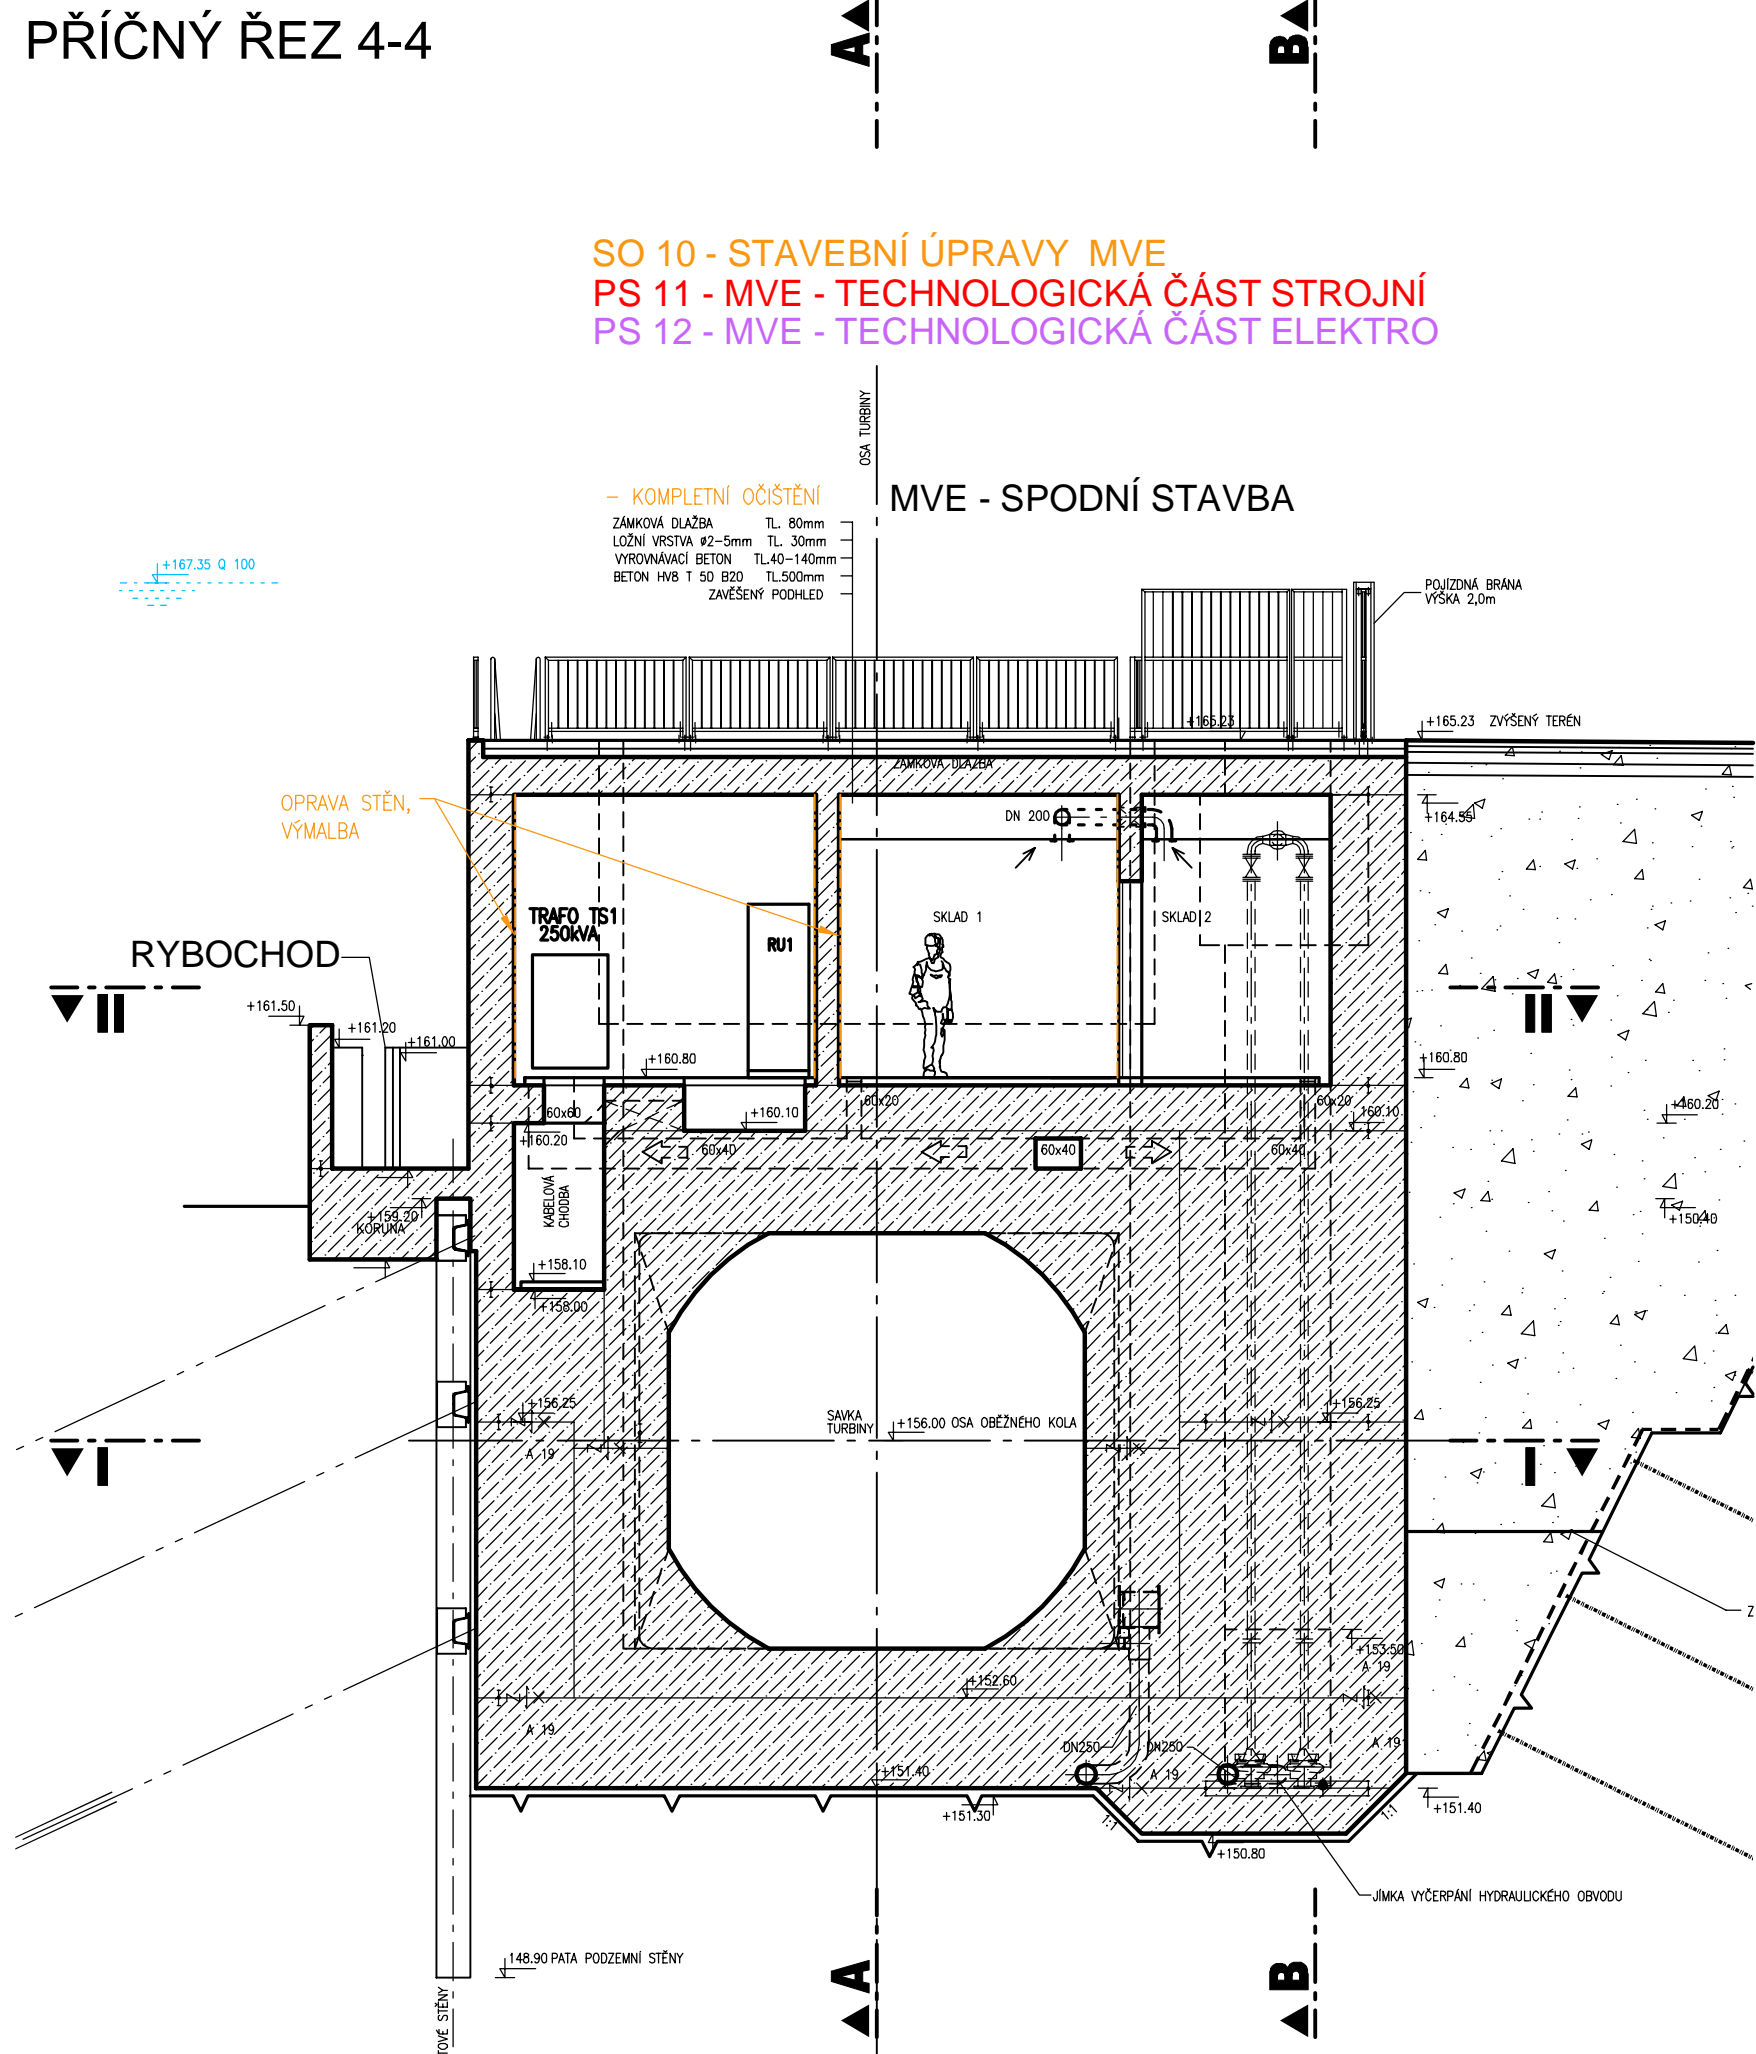 PŘÍČNÝ ŘEZ 4-4
A
B
SO 10 - STAVEBNÍ ÚPRAVY MVE
PS 11 - MVE - TECHNOLOGICKÁ ČÁST STROJNÍ
PS 12 - MVE - TECHNOLOGICKÁ ČÁST ELEKTRO
OSA TURBINY
MVE - SPODNÍ STAVBA
- KOMPLETNÍ OČIŠTĚNÍ
ZÁMKOVÁ DLAŽBA TL. 80mm
LOŽNÍ VRSTVA ø2-5mm TL. 30mm
VYROVNÁVACÍ BETON TL.40-140mm
BETON HV8 T 50 B20 TL.500mm
ZAVĚŠENÝ PODHLED
+167.35 Q 100
POJÍZDNÁ BRÁNA
VÝŠKA 2,0m
+165.23
+165.23 ZVÝŠENÝ TERÉN
ZÁMKOVÁ DLAŽBA
OPRAVA STĚN,
VÝMALBA
DN 200
+164.55
TRAFO TS1
250kVA
RU1
SKLAD 1
SKLAD 2
RYBOCHOD
II
II
+161.50
+161.20
+161.00
+160.80
+160.80
60x60
+160.10
60x20
60x20
160.10
+160.20
+160.20
60x40
60x40
60x40
KABELOVÁ
CHODBA
+159.20
KORUNA
+150.40
+158.10
+158.00
+156.25
SAVKA
TURBINY
+156.00 OSA OBĚŽNÉHO KOLA
+156.25
A 19
I
I
Z
+153.50
A 19
+152.60
A 19
DN250
DN250
A 19
A 19
+151.40
+151.30
1:1
1:1
+151.40
+150.80
JÍMKA VYČERPÁNÍ HYDRAULICKÉHO OBVODU
148.90 PATA PODZEMNÍ STĚNY
A
B
TOVÉ STĚNY